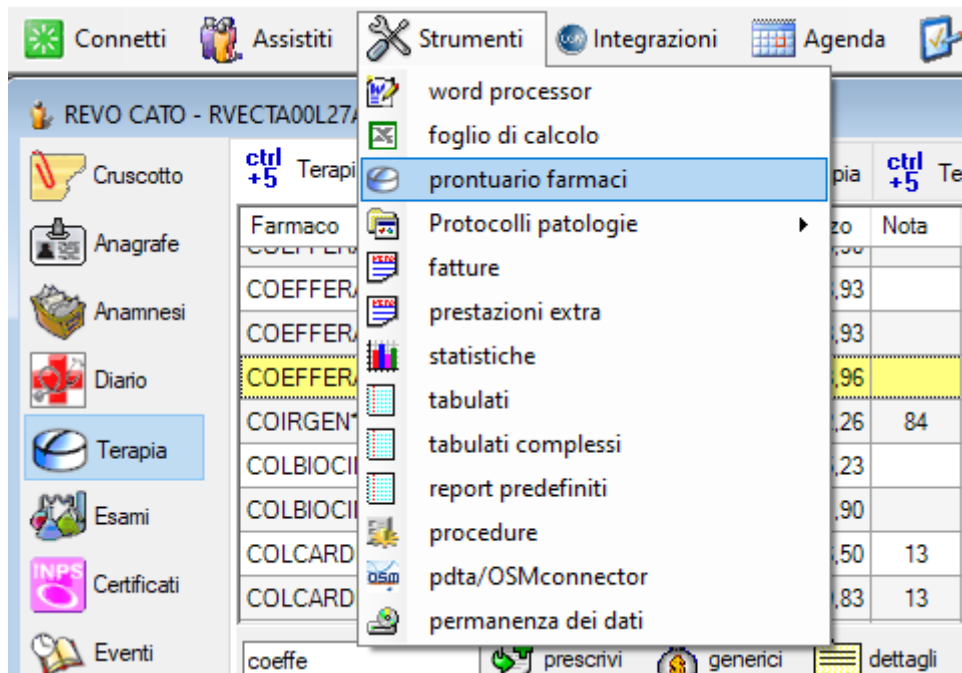 Connetti Assistiti Strumenti Integrazioni Agenda
word processor
REVO CATO - RVECTA00L27A
foglio di calcolo
ctrl +5 Terapi prontuario farmaci pia ctrl +5 Te
Cruscotto
Farmaco Protocolli patologie zo Nota
Anagrafe
fatture
COEFFERA ,93
Anamnesi
prestazioni extra
COEFFERA ,93
statistiche
Diario
COEFFERA ,96
tabulati
COIRGEN* ,26 84
tabulati complessi
Terapia
COLBIOCI ,23
report predefiniti
COLBIOCI ,90
Esami
procedure
COLCARD ,50 13
INPS
pdta/OSMconnector
Certificati
COLCARD ,83 13
permanenza dei dati
Eventi
coeffe prescrivi generici dettagli